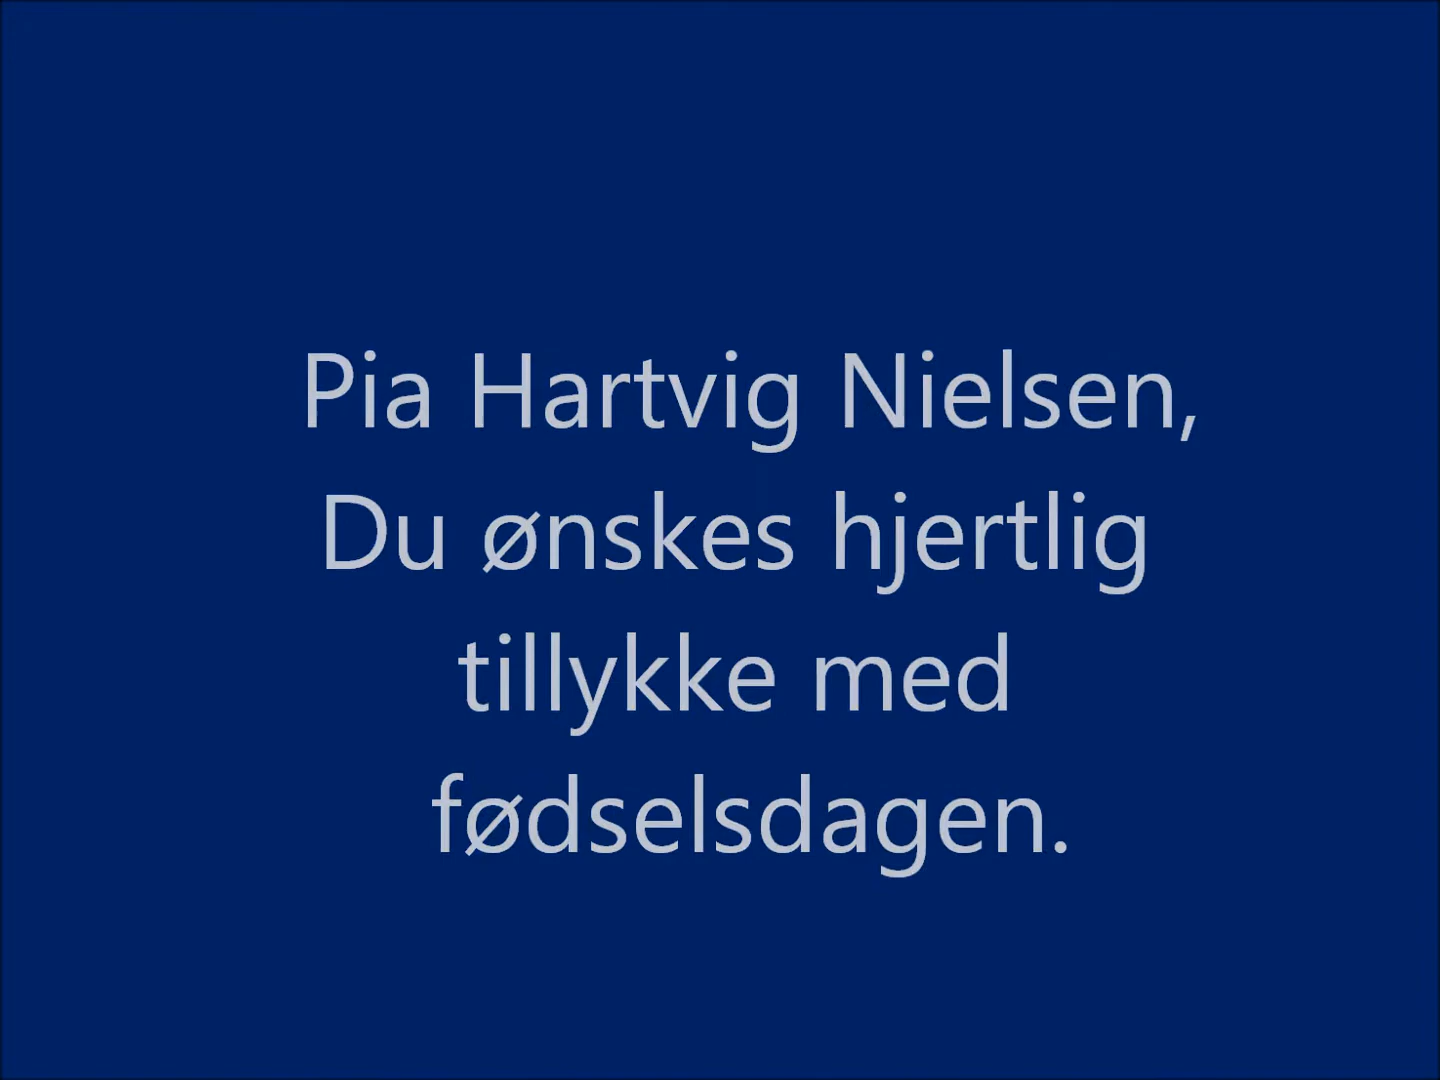 Pia Hartvig Nielsen,
Du ønskes hjertlig
tillykke med
fødselsdagen.